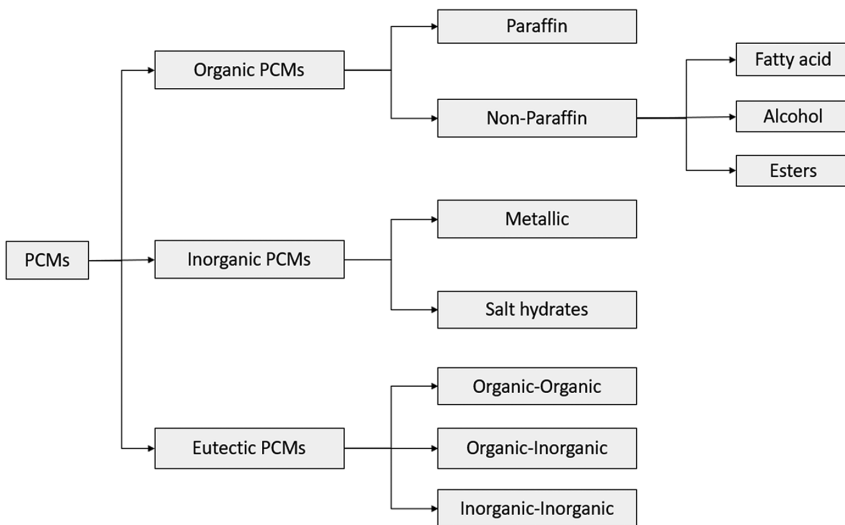 PCMs
Organic PCMs
Paraffin
Non-Paraffin
Fatty acid
Alcohol
Esters
Inorganic PCMs
Metallic
Salt hydrates
Eutectic PCMs
Organic-Organic
Organic-Inorganic
Inorganic-Inorganic